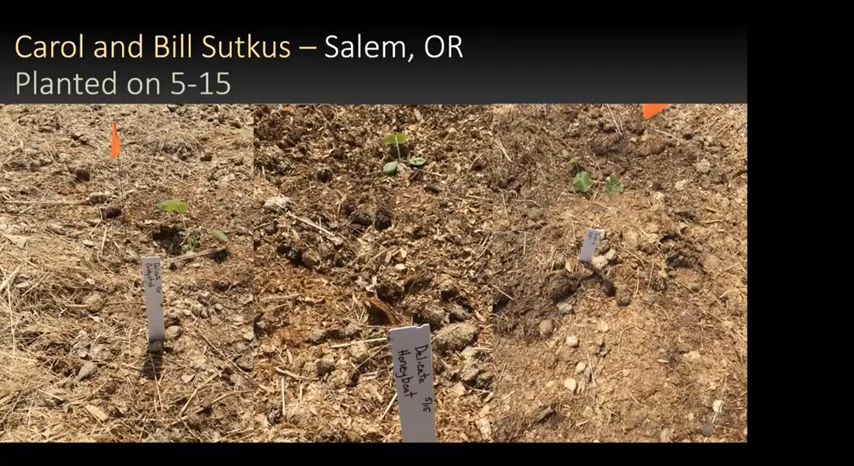 Carol and Bill Sutkus – Salem, OR
Planted on 5-15
Delicata 5/15
Honeyboat